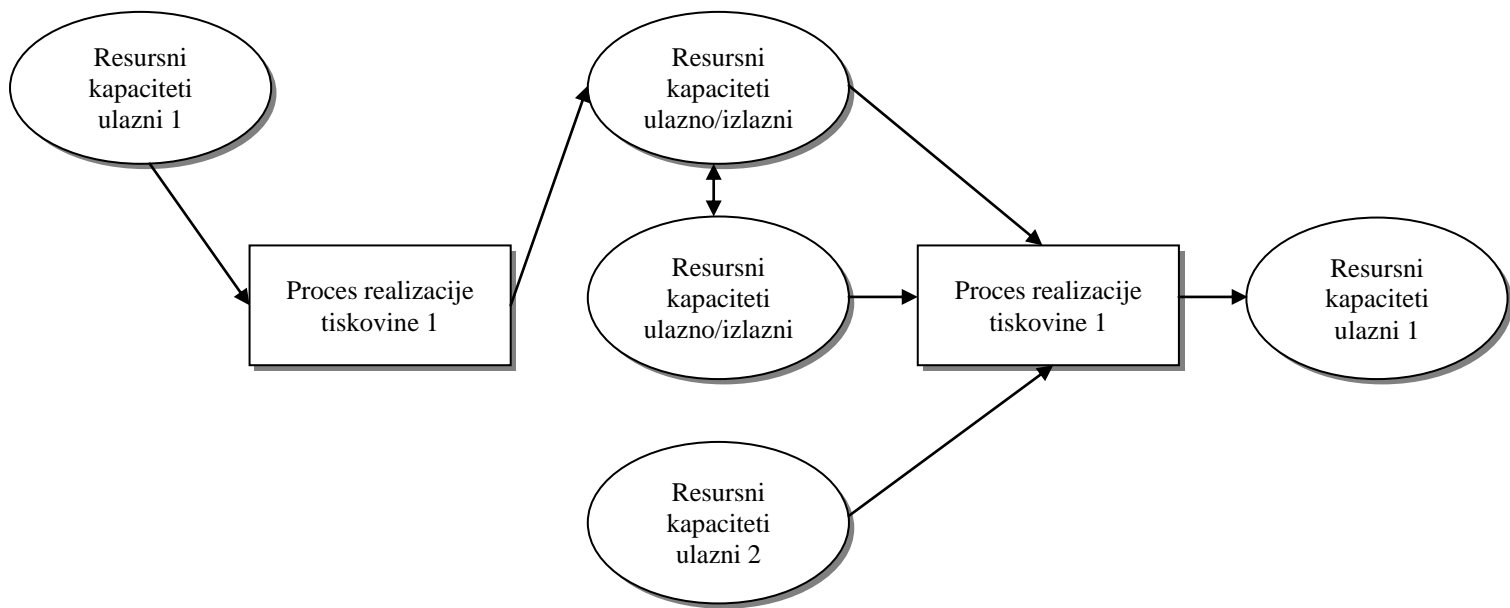 Resursni
kapaciteti
ulazni 1
Resursni
kapaciteti
ulazno/izlazni
Proces realizacije
tiskovine 1
Resursni
kapaciteti
ulazno/izlazni
Proces realizacije
tiskovine 1
Resursni
kapaciteti
ulazni 1
Resursni
kapaciteti
ulazni 2